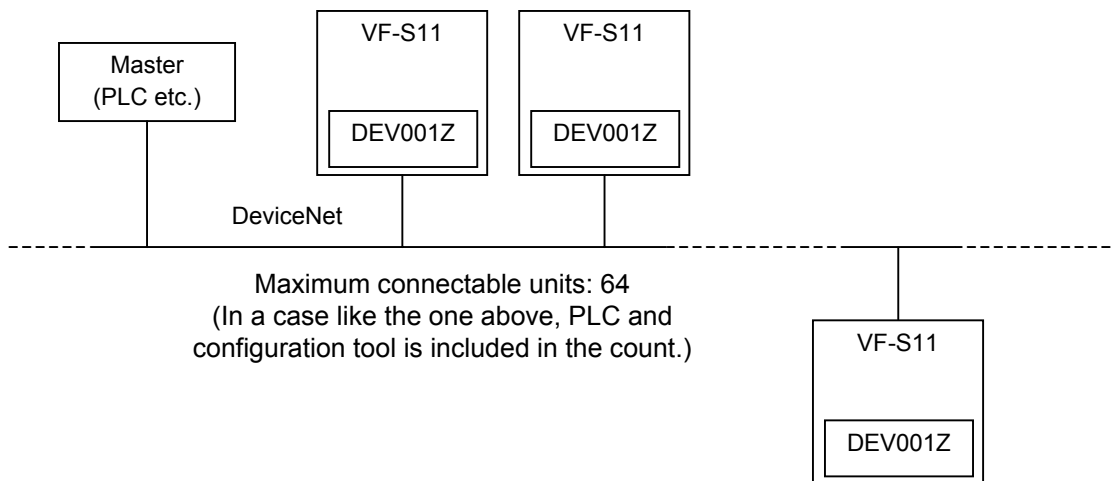 Master
(PLC etc.)
VF-S11
DEV001Z
VF-S11
DEV001Z
DeviceNet
Maximum connectable units: 64
(In a case like the one above, PLC and
configuration tool is included in the count.)
VF-S11
DEV001Z